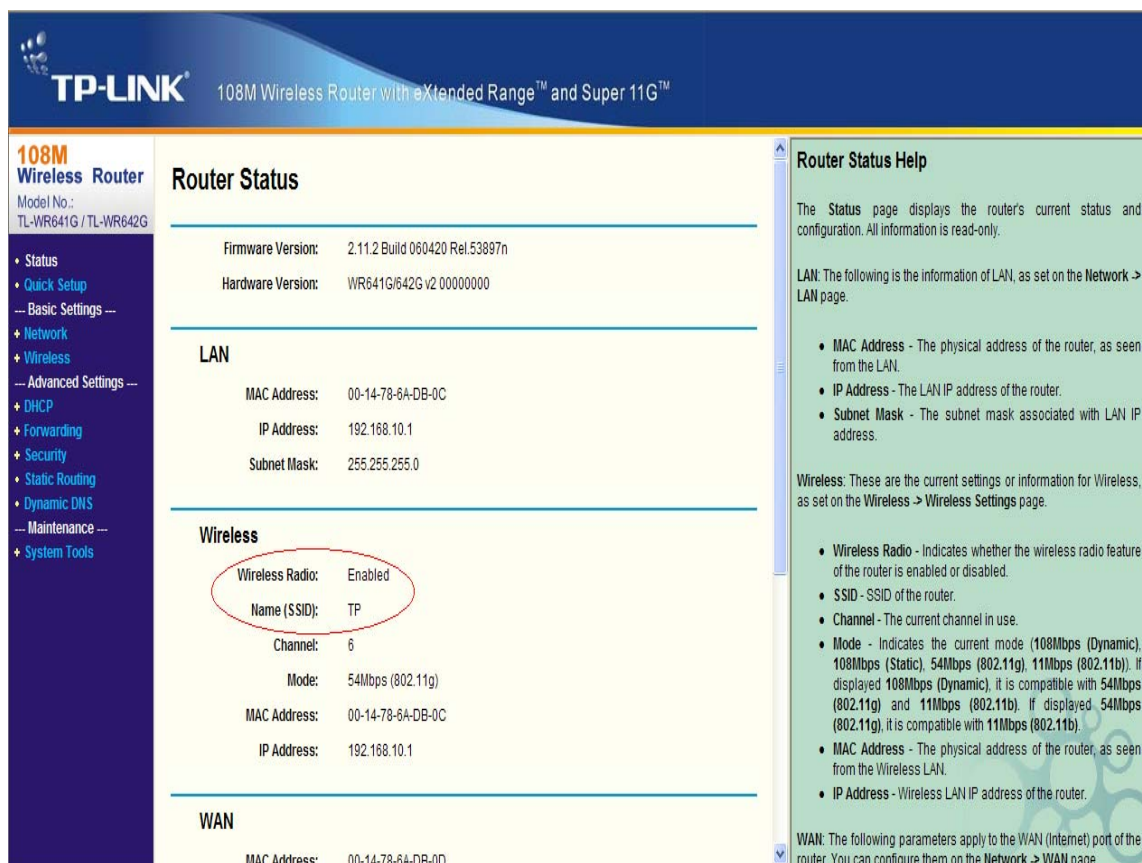 TP-LINK® 108M Wireless Router with eXtended Range™ and Super 11G™
108M
Wireless Router
Model No.:
TL-WR641G / TL-WR642G
• Status
• Quick Setup
--- Basic Settings ---
+ Network
+ Wireless
--- Advanced Settings ---
+ DHCP
+ Forwarding
+ Security
• Static Routing
• Dynamic DNS
--- Maintenance ---
+ System Tools
Router Status
Firmware Version: 2.11.2 Build 060420 Rel.53897n
Hardware Version: WR641G/642G v2 00000000
LAN
MAC Address: 00-14-78-6A-DB-0C
IP Address: 192.168.10.1
Subnet Mask: 255.255.255.0
Wireless
Wireless Radio: Enabled
Name (SSID): TP
Channel: 6
Mode: 54Mbps (802.11g)
MAC Address: 00-14-78-6A-DB-0C
IP Address: 192.168.10.1
WAN
MAC Address: 00-14-78-6A-DB-0D
Router Status Help
The Status page displays the router's current status and
configuration. All information is read-only.
LAN: The following is the information of LAN, as set on the Network ->
LAN page.
• MAC Address - The physical address of the router, as seen
from the LAN.
• IP Address - The LAN IP address of the router.
• Subnet Mask - The subnet mask associated with LAN IP
address.
Wireless: These are the current settings or information for Wireless,
as set on the Wireless -> Wireless Settings page.
• Wireless Radio - Indicates whether the wireless radio feature
of the router is enabled or disabled.
• SSID - SSID of the router.
• Channel - The current channel in use.
• Mode - Indicates the current mode (108Mbps (Dynamic),
108Mbps (Static), 54Mbps (802.11g), 11Mbps (802.11b)). If
displayed 108Mbps (Dynamic), it is compatible with 54Mbps
(802.11g) and 11Mbps (802.11b). If displayed 54Mbps
(802.11g), it is compatible with 11Mbps (802.11b).
• MAC Address - The physical address of the router, as seen
from the Wireless LAN.
• IP Address - Wireless LAN IP address of the router.
WAN: The following parameters apply to the WAN (Internet) port of the
router. You can configure them on the Network -> WAN page.